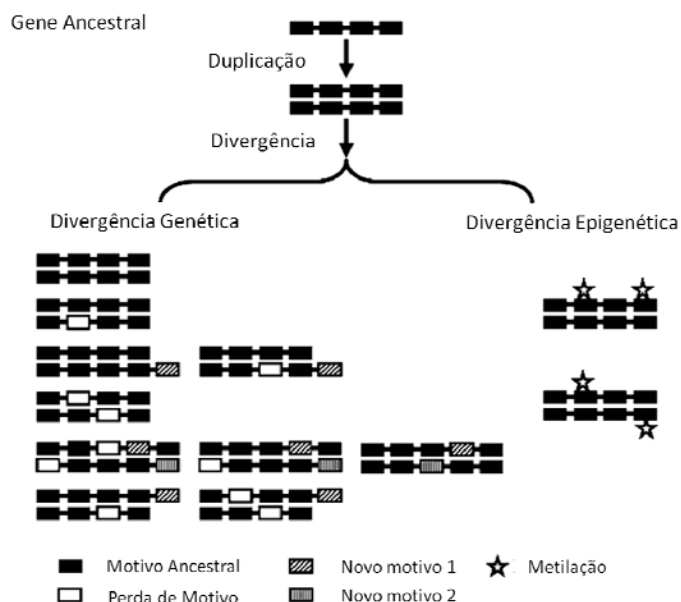 Gene Ancestral
Duplicação
Divergência
Divergência Genética
Divergência Epigenética
Motivo Ancestral
Novo motivo 1
Metilação
Perda de Motivo
Novo motivo 2